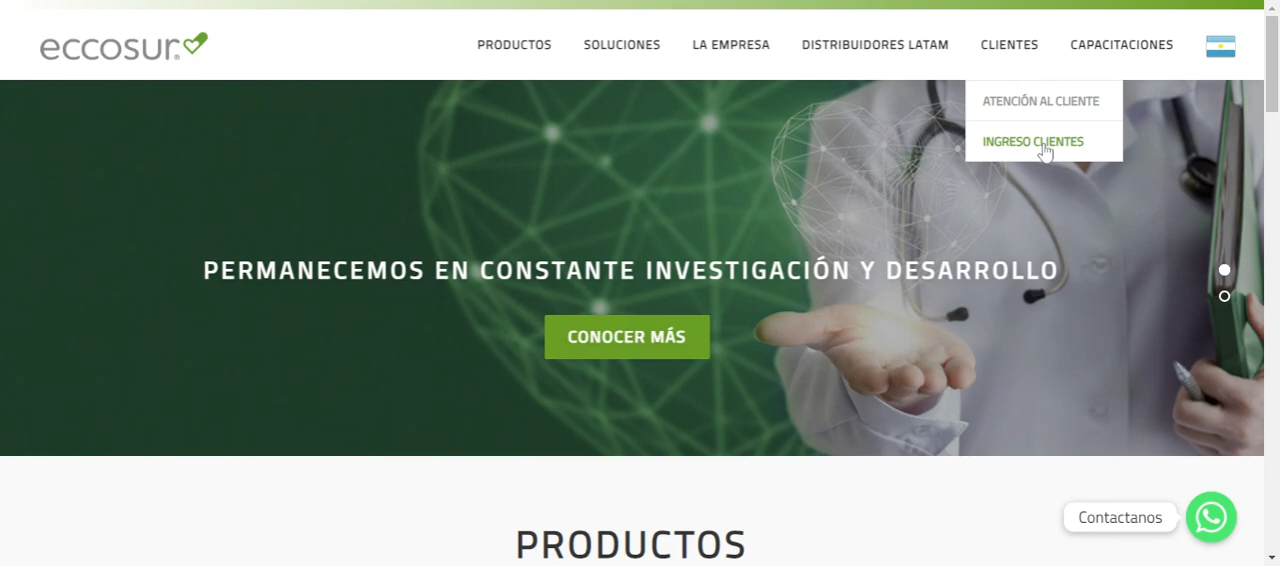 eccosur
PRODUCTOS
SOLUCIONES
LA EMPRESA
DISTRIBUIDORES LATAM
CLIENTES
CAPACITACIONES
ATENCIÓN AL CLIENTE
INGRESO CLIENTES
PERMANECEMOS EN CONSTANTE INVESTIGACIÓN Y DESARROLLO
CONOCER MÁS
PRODUCTOS
Contactanos